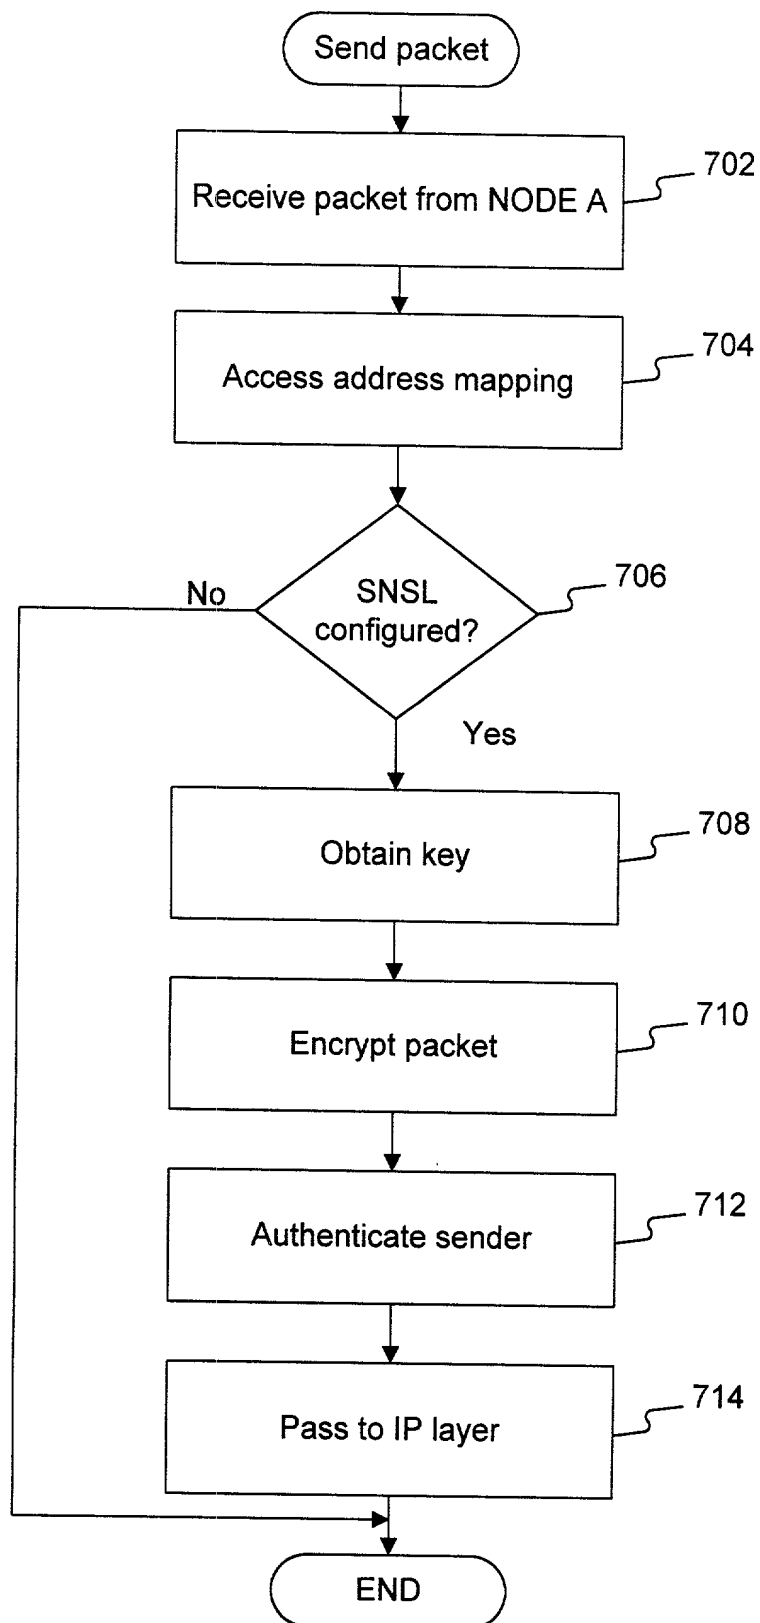 Send packet
702
Receive packet from NODE A
704
Access address mapping
706
No
SNSL
configured?
Yes
708
Obtain key
710
Encrypt packet
712
Authenticate sender
714
Pass to IP layer
END